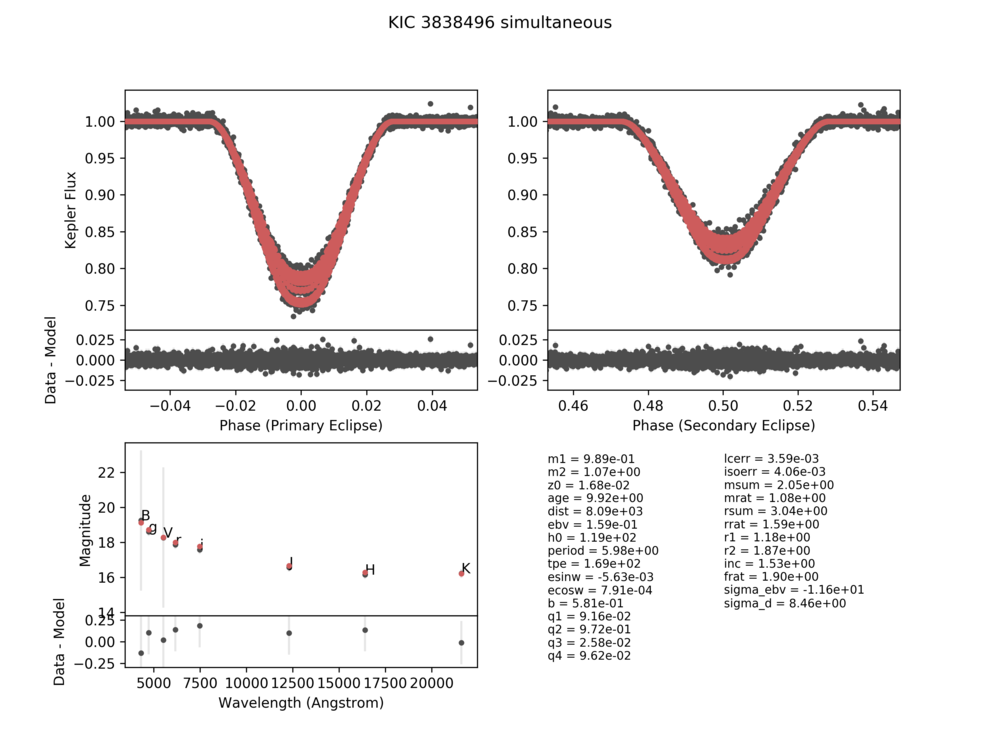 KIC 3838496 simultaneous
1.00
0.95
0.90
0.85
0.80
0.75
Kepler Flux
0.025
0.000
−0.025
Data - Model
−0.04 −0.02 0.00 0.02 0.04
Phase (Primary Eclipse)
1.00
0.95
0.90
0.85
0.80
0.75
0.025
0.000
−0.025
0.46 0.48 0.50 0.52 0.54
Phase (Secondary Eclipse)
22
20
18
16
14
Magnitude
B
g
V
r
i
J
H
K
0.25
0.00
−0.25
Data - Model
5000 7500 10000 12500 15000 17500 20000
Wavelength (Angstrom)
m1 = 9.89e-01
m2 = 1.07e+00
z0 = 1.68e-02
age = 9.92e+00
dist = 8.09e+03
ebv = 1.59e-01
h0 = 1.19e+02
period = 5.98e+00
tpe = 1.69e+02
esinw = -5.63e-03
ecosw = 7.91e-04
b = 5.81e-01
q1 = 9.16e-02
q2 = 9.72e-01
q3 = 2.58e-02
q4 = 9.62e-02
lcerr = 3.59e-03
isoerr = 4.06e-03
msum = 2.05e+00
mrat = 1.08e+00
rsum = 3.04e+00
rrat = 1.59e+00
r1 = 1.18e+00
r2 = 1.87e+00
inc = 1.53e+00
frat = 1.90e+00
sigma_ebv = -1.16e+01
sigma_d = 8.46e+00